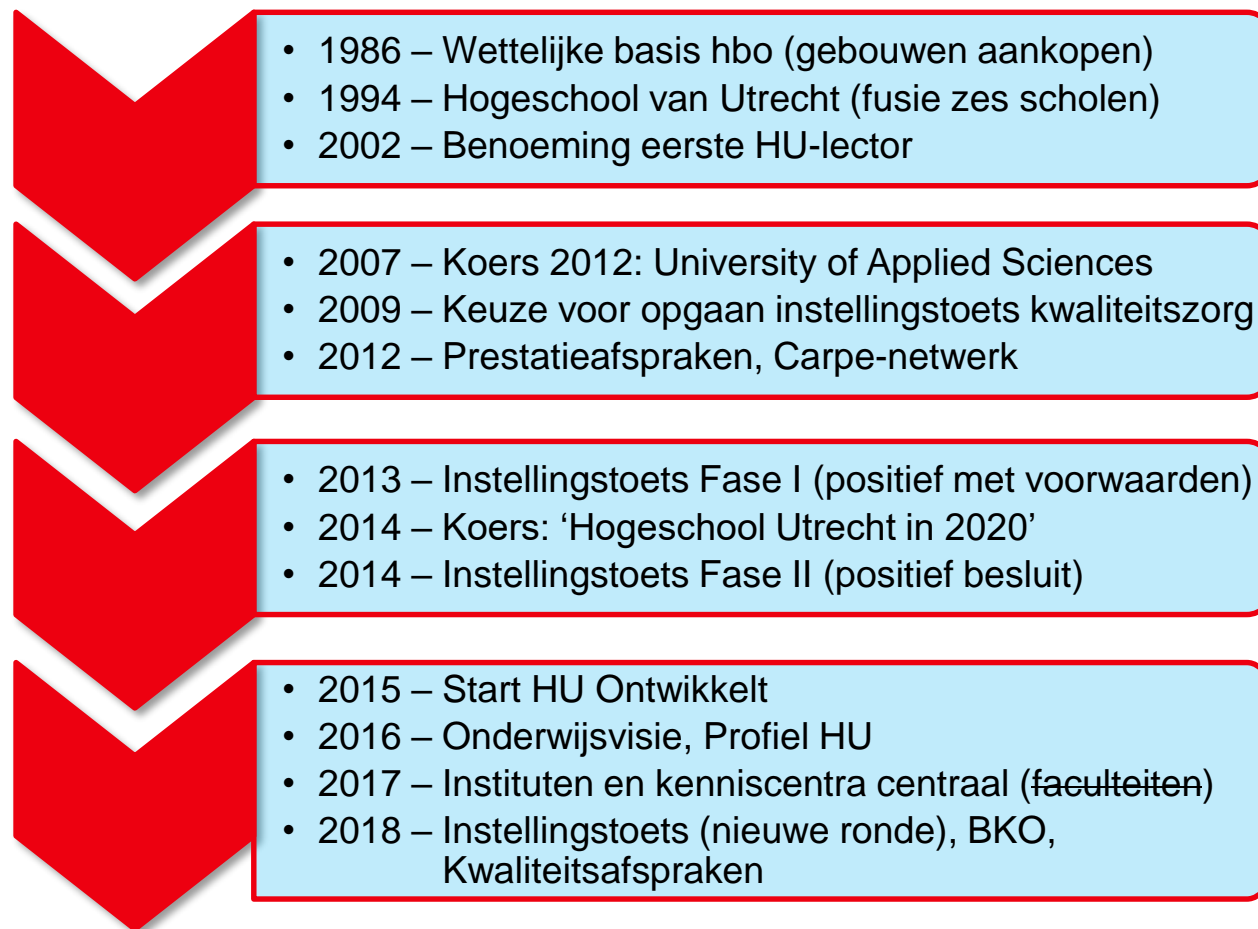 • 1986 – Wettelijke basis hbo (gebouwen aankopen)
• 1994 – Hogeschool van Utrecht (fusie zes scholen)
• 2002 – Benoeming eerste HU-lector
• 2007 – Koers 2012: University of Applied Sciences
• 2009 – Keuze voor opgaan instellingstoets kwaliteitszorg
• 2012 – Prestatieafspraken, Carpe-netwerk
• 2013 – Instellingstoets Fase I (positief met voorwaarden)
• 2014 – Koers: ‘Hogeschool Utrecht in 2020’
• 2014 – Instellingstoets Fase II (positief besluit)
• 2015 – Start HU Ontwikkelt
• 2016 – Onderwijsvisie, Profiel HU
• 2017 – Instituten en kenniscentra centraal (faculteiten)
• 2018 – Instellingstoets (nieuwe ronde), BKO,
Kwaliteitsafspraken